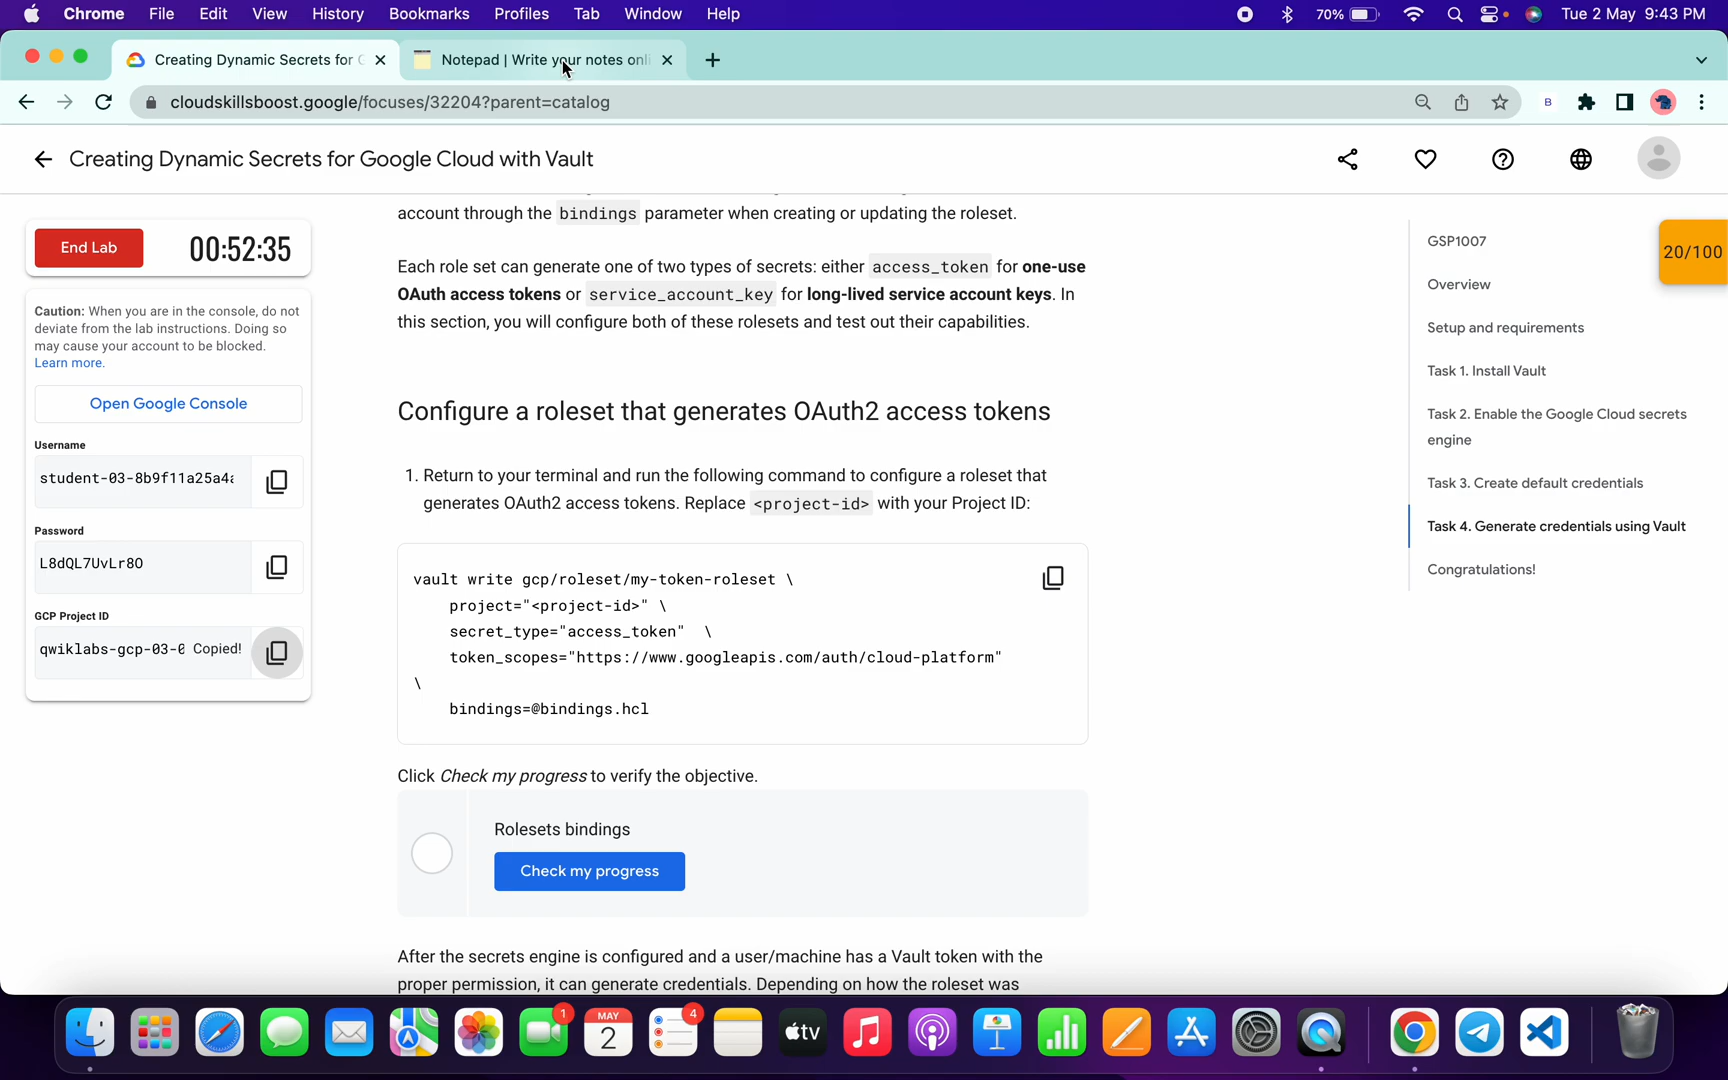 Chrome File Edit View History Bookmarks Profiles Tab Window Help 70% Tue 2 May 9:43 PM
Creating Dynamic Secrets for Notepad | Write your notes onli
cloudskillsboost.google/focuses/32204?parent=catalog B
Creating Dynamic Secrets for Google Cloud with Vault
End Lab 00:52:35
Caution: When you are in the console, do not
deviate from the lab instructions. Doing so
may cause your account to be blocked.
Learn more.
Open Google Console
Username
student-03-8b9f11a25a4
Password
L8dQL7UvLr8O
GCP Project ID
qwiklabs-gcp-03- Copied!
account through the bindings parameter when creating or updating the roleset.
Each role set can generate one of two types of secrets: either access_token for one-use
OAuth access tokens or service_account_key for long-lived service account keys. In
this section, you will configure both of these rolesets and test out their capabilities.
Configure a roleset that generates OAuth2 access tokens
1. Return to your terminal and run the following command to configure a roleset that
generates OAuth2 access tokens. Replace <project-id> with your Project ID:
vault write gcp/roleset/my-token-roleset \
project="<project-id>" \
secret_type="access_token" \
token_scopes="https://www.googleapis.com/auth/cloud-platform"
\
bindings=@bindings.hcl
Click Check my progress to verify the objective.
Rolesets bindings
Check my progress
After the secrets engine is configured and a user/machine has a Vault token with the
proper permission, it can generate credentials. Depending on how the roleset was
GSP1007
Overview
Setup and requirements
Task 1. Install Vault
Task 2. Enable the Google Cloud secrets
engine
Task 3. Create default credentials
Task 4. Generate credentials using Vault
Congratulations!
20/100
1
MAY
2
4
tv